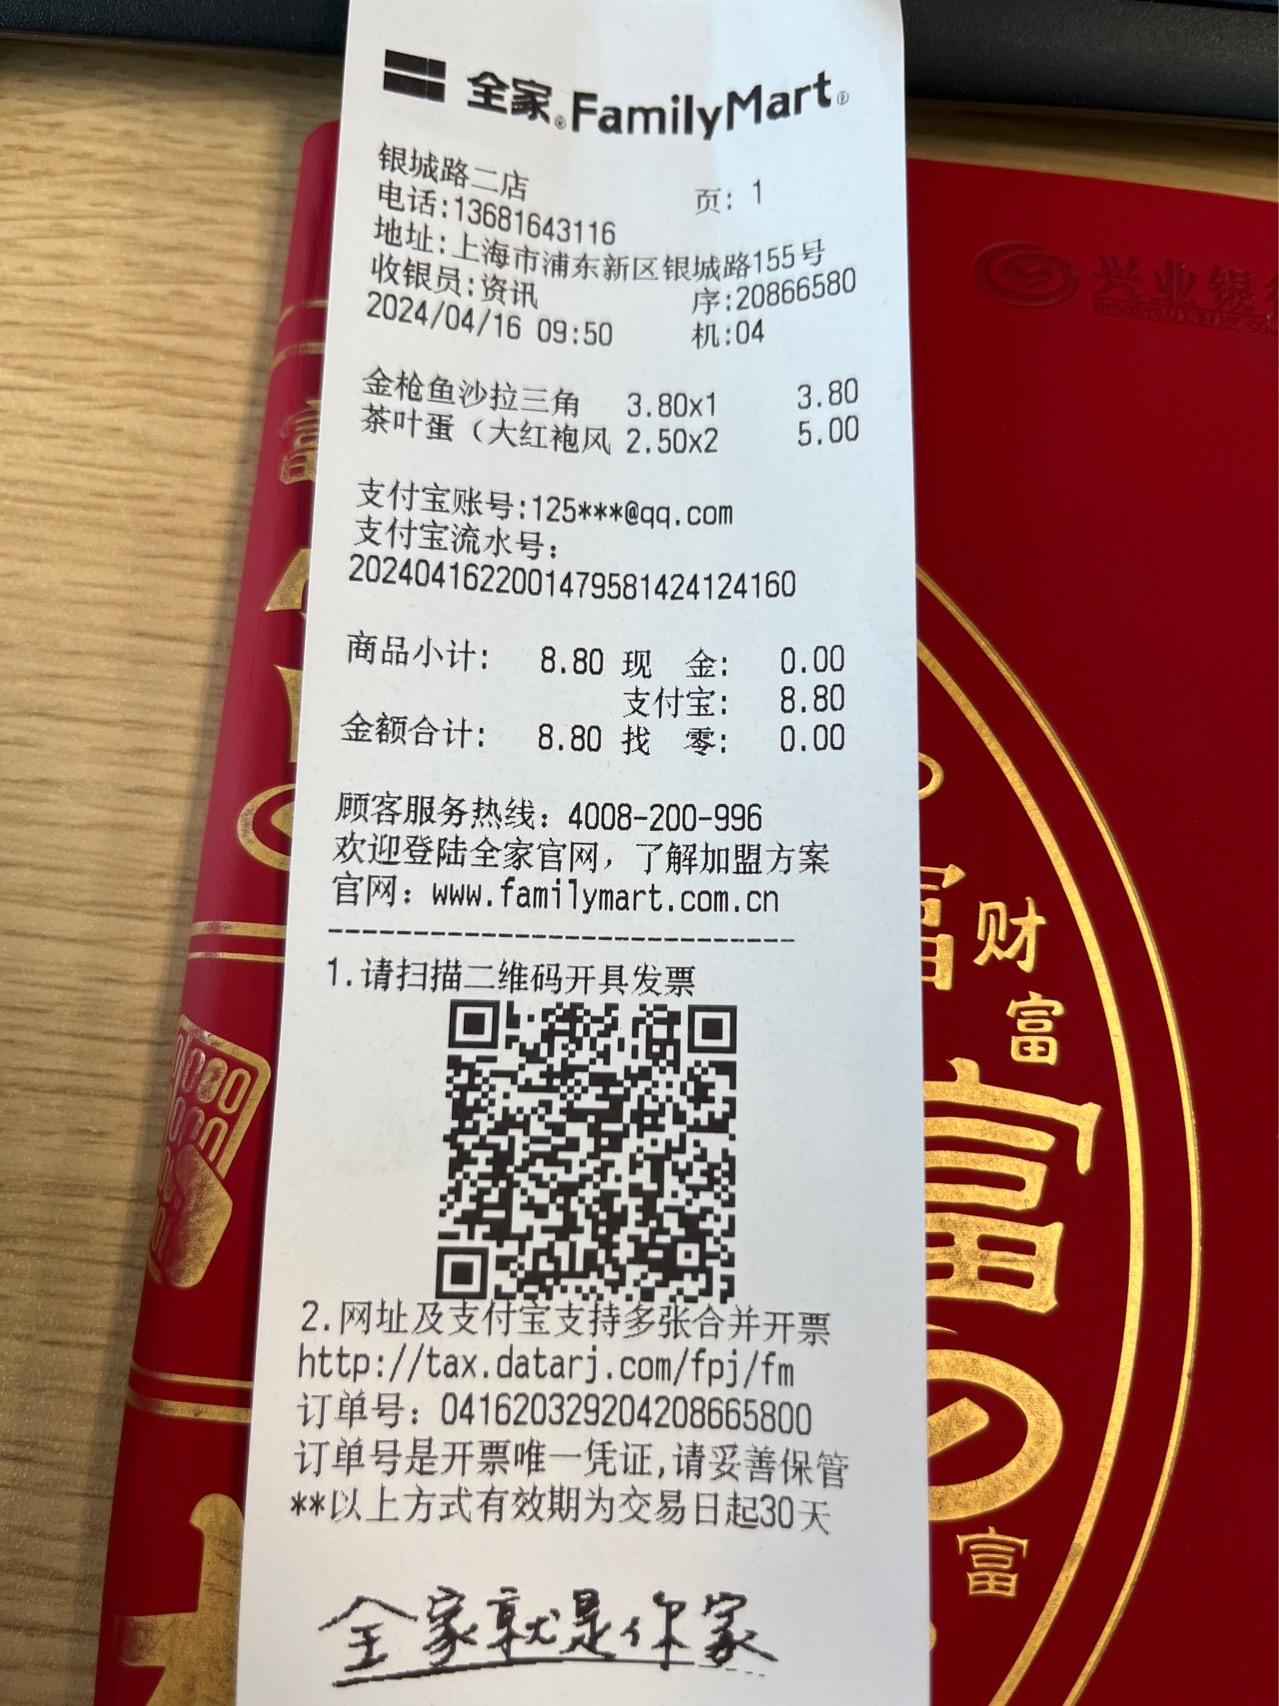 全家®FamilyMart®
银城路二店 页: 1
电话:13681643116
地址:上海市浦东新区银城路155号
收银员:资讯 序:20866580
2024/04/16 09:50 机:04
金枪鱼沙拉三角 3.80x1 3.80
茶叶蛋（大红袍风 2.50x2 5.00
支付宝账号:125***@qq.com
支付宝流水号:
2024041622001479581424124160
商品小计: 8.80 现 金: 0.00
支付宝: 8.80
金额合计: 8.80 找 零: 0.00
顾客服务热线: 4008-200-996
欢迎登陆全家官网，了解加盟方案
官网: www.familymart.com.cn
--------------------------------
1.请扫描二维码开具发票
2.网址及支付宝支持多张合并开票
http://tax.datarj.com/fpj/fm
订单号: 041620329204208665800
订单号是开票唯一凭证,请妥善保管
**以上方式有效期为交易日起30天
全家就是你家
兴业银
富
财
富
富
富